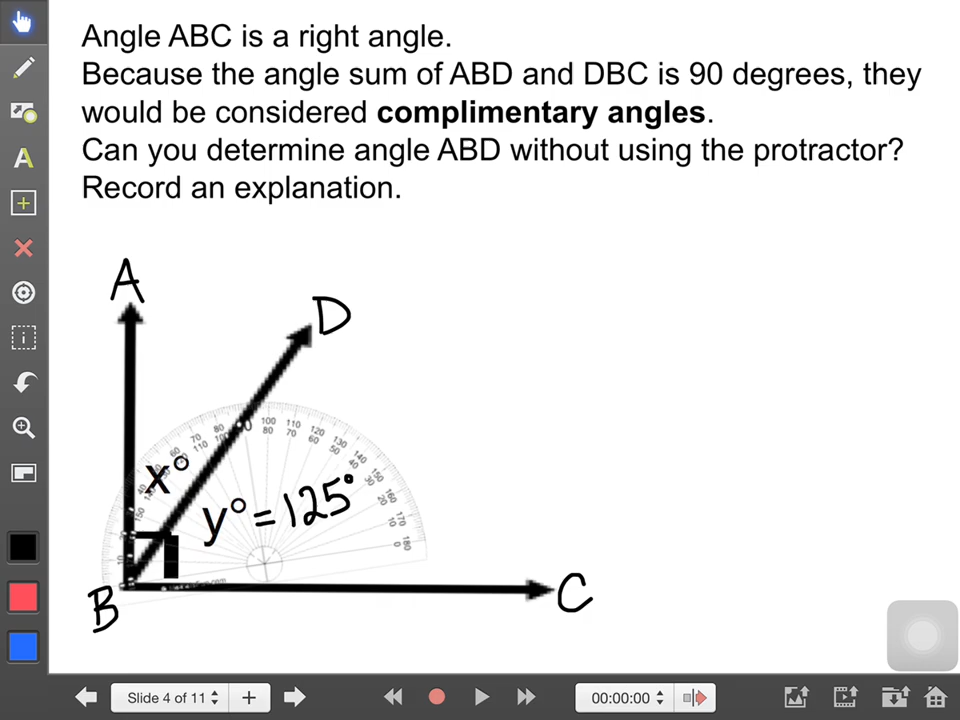 Angle ABC is a right angle.
Because the angle sum of ABD and DBC is 90 degrees, they
would be considered complimentary angles.
Can you determine angle ABD without using the protractor?
Record an explanation.
A
D
x°
y° = 125°
B
C
Slide 4 of 11
00:00:00